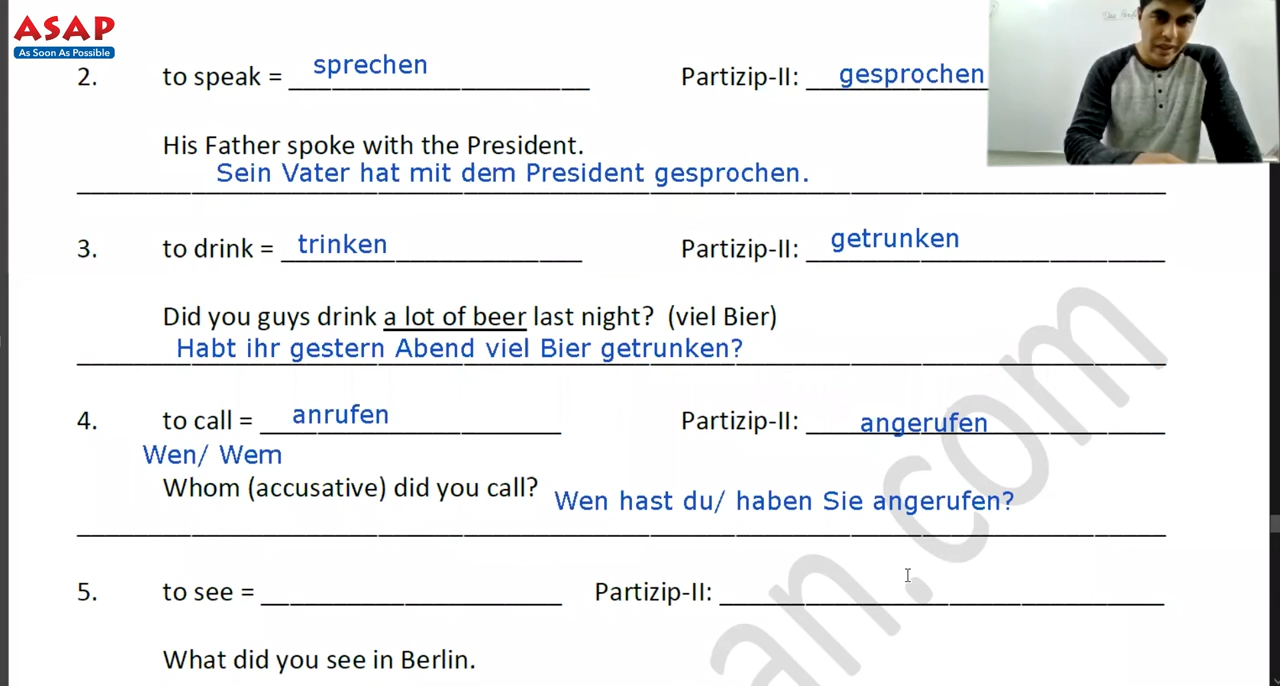 ASAP
As Soon As Possible
2. to speak = sprechen Partizip-II: gesprochen
His Father spoke with the President.
Sein Vater hat mit dem President gesprochen.
3. to drink = trinken Partizip-II: getrunken
Did you guys drink a lot of beer last night? (viel Bier)
Habt ihr gestern Abend viel Bier getrunken?
4. to call = anrufen Partizip-II: angerufen
Wen/ Wem
Whom (accusative) did you call? Wen hast du/ haben Sie angerufen?
5. to see = Partizip-II:
What did you see in Berlin.
an.com